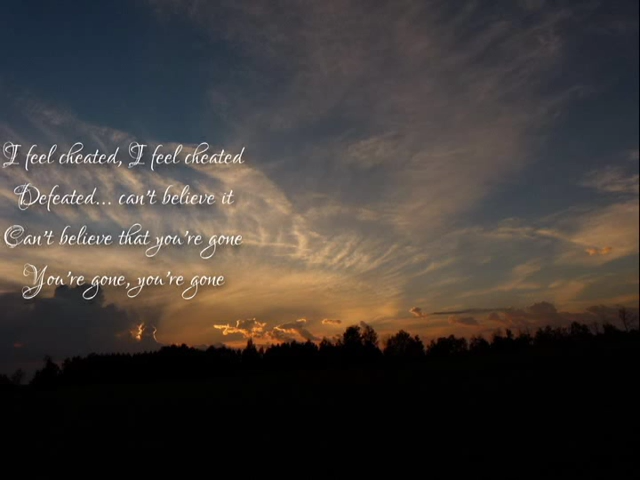 I feel cheated, I feel cheated
Defeated... can't believe it
Can't believe that you're gone
You're gone, you're gone